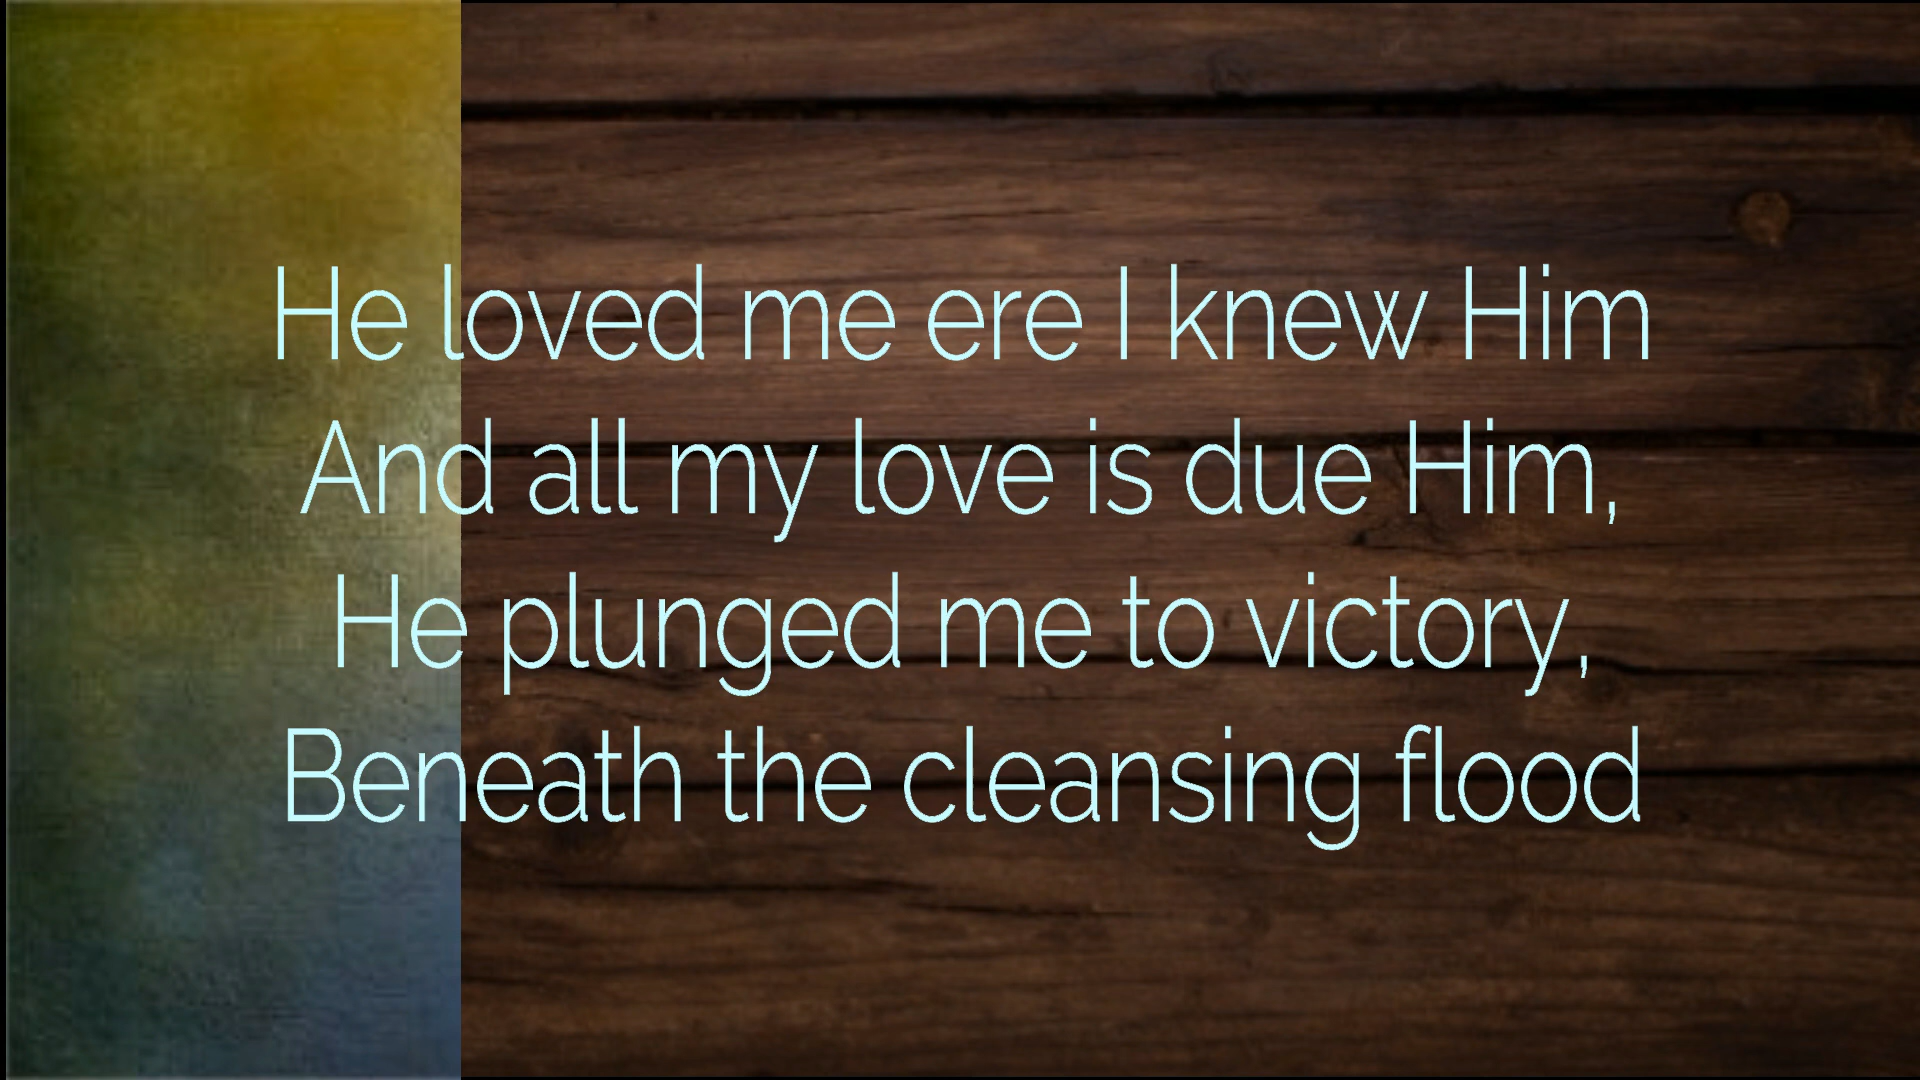 He loved me ere I knew Him
And all my love is due Him,
He plunged me to victory,
Beneath the cleansing flood